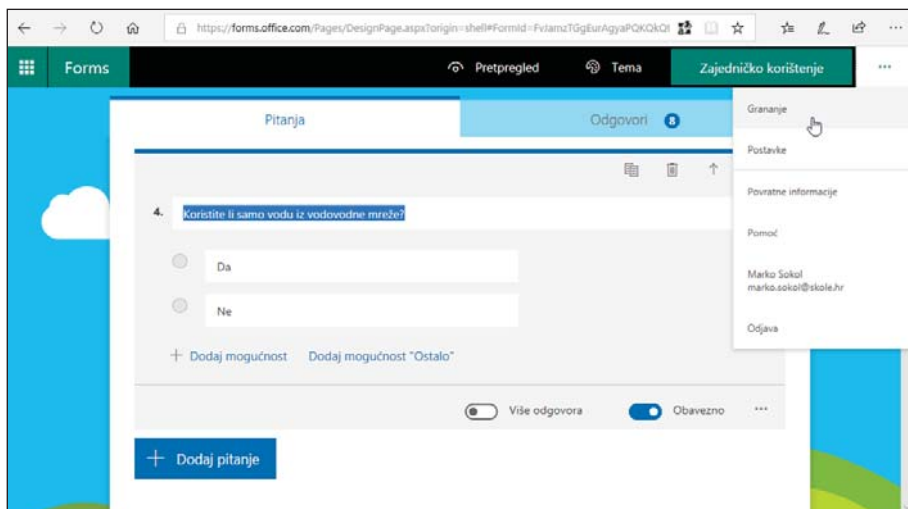 https://forms.office.com/Pages/DesignPage.aspx?origin=shell#FormId=
Forms
Pretpregled
Tema
Zajedničko korištenje
Pitanja
Odgovori 8
Grananje
Postavke
Povratne informacije
Pomoć
Marko Sokol
marko.sokol@skole.hr
Odjava
4. Koristite li samo vodu iz vodovodne mreže?
Da
Ne
Dodaj mogućnost Dodaj mogućnost "Ostalo"
Više odgovora Obavezno
Dodaj pitanje